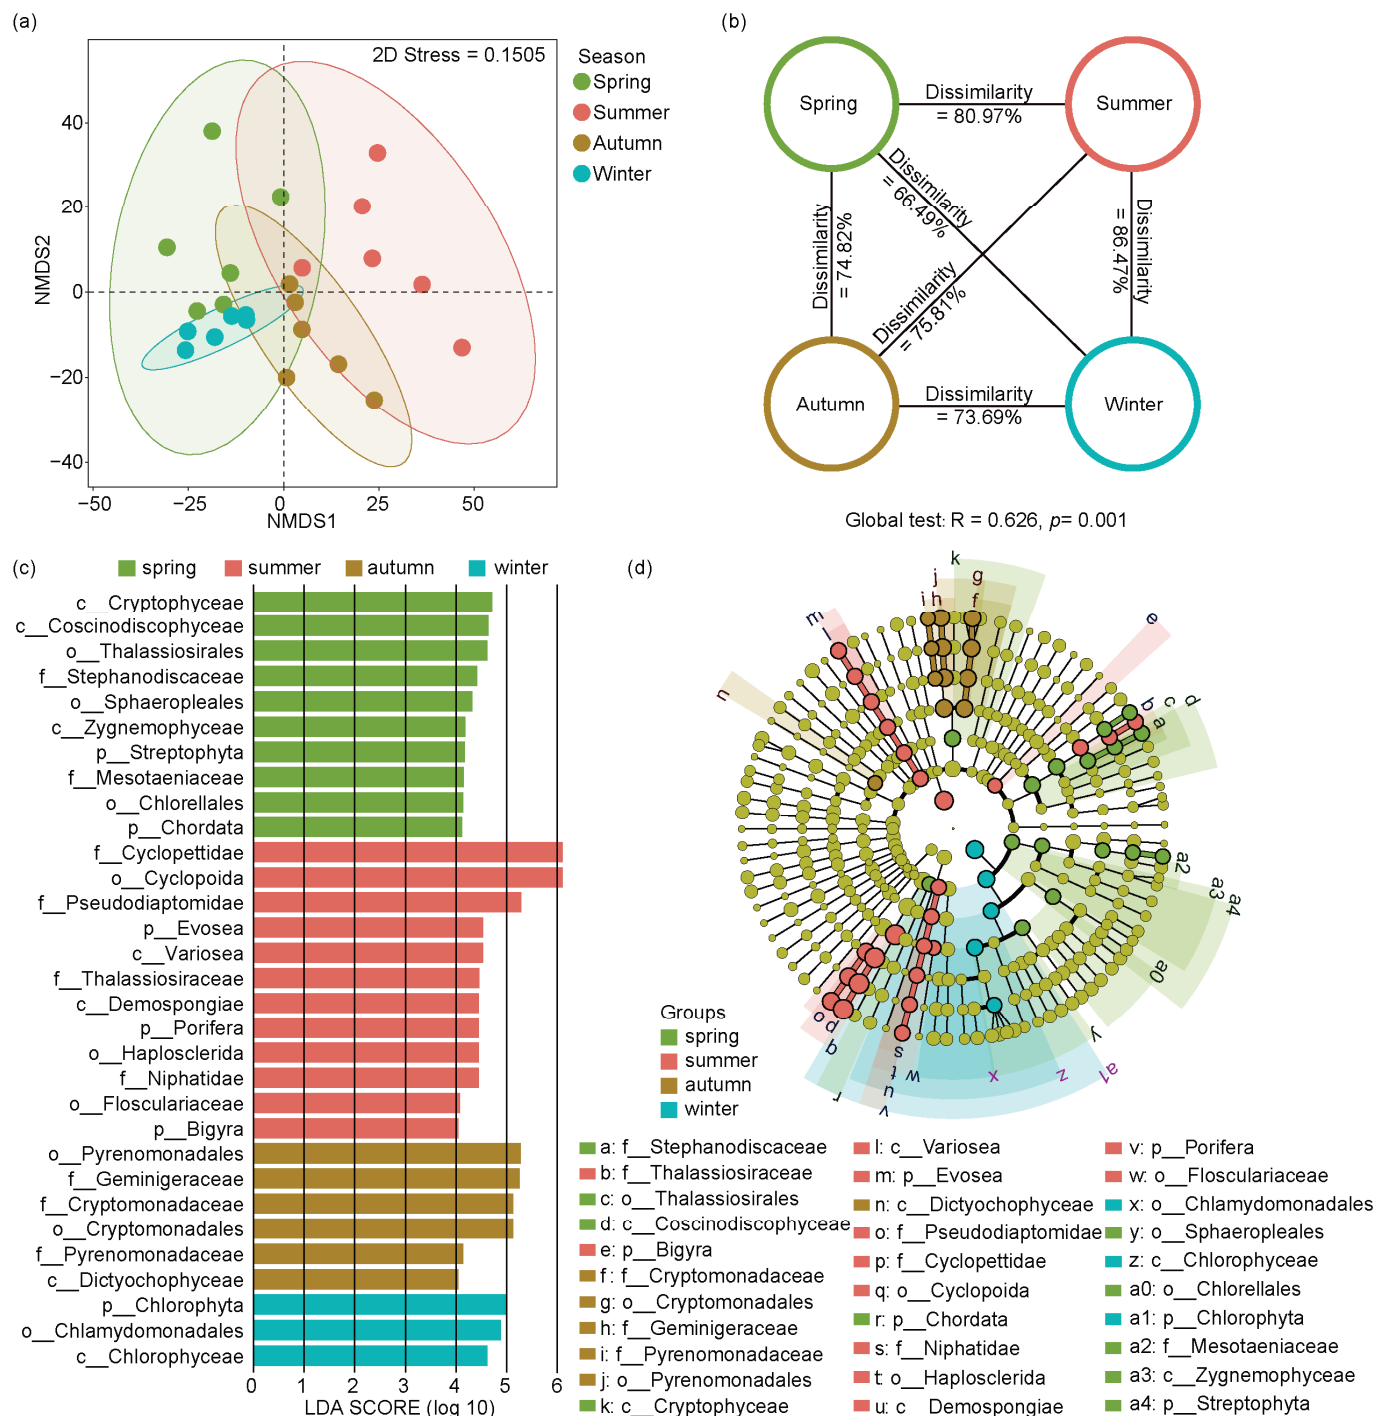 (a)
2D Stress = 0.1505
Season
Spring
Summer
Autumn
Winter
40
20
0
−20
−40
NMDS2
−50
−25
0
25
50
NMDS1
(b)
Spring
Summer
Autumn
Winter
Dissimilarity
= 80.97%
Dissimilarity
= 66.49%
Dissimilarity
= 74.82%
Dissimilarity
= 75.81%
Dissimilarity
= 86.47%
Dissimilarity
= 73.69%
Global test: R = 0.626, p= 0.001
(c)
spring
summer
autumn
winter
c__Cryptophyceae
c__Coscinodiscophyceae
o__Thalassiosirales
f__Stephanodiscaceae
o__Sphaeropleales
c__Zygnemophyceae
p__Streptophyta
f__Mesotaeniaceae
o__Chlorellales
p__Chordata
f__Cyclopettidae
o__Cyclopoida
f__Pseudodiaptomidae
p__Evosea
c__Variosea
f__Thalassiosiraceae
c__Demospongiae
p__Porifera
o__Haplosclerida
f__Niphatidae
o__Flosculariaceae
p__Bigyra
o__Pyrenomonadales
f__Geminigeraceae
f__Cryptomonadaceae
o__Cryptomonadales
f__Pyrenomonadaceae
c__Dictyochophyceae
p__Chlorophyta
o__Chlamydomonadales
c__Chlorophyceae
0 1 2 3 4 5 6
LDA SCORE (log 10)
(d)
k
j
g
i
h
f
m
l
e
n
b
a
c
d
a2
a3
a4
a0
y
a1
z
x
w
s
t
u
v
r
q
p
o
Groups
spring
summer
autumn
winter
a: f__Stephanodiscaceae
b: f__Thalassiosiraceae
c: o__Thalassiosirales
d: c__Coscinodiscophyceae
e: p__Bigyra
f: f__Cryptomonadaceae
g: o__Cryptomonadales
h: f__Geminigeraceae
i: f__Pyrenomonadaceae
j: o__Pyrenomonadales
k: c__Cryptophyceae
l: c__Variosea
m: p__Evosea
n: c__Dictyochophyceae
o: f__Pseudodiaptomidae
p: f__Cyclopettidae
q: o__Cyclopoida
r: p__Chordata
s: f__Niphatidae
t: o__Haplosclerida
u: c__Demospongiae
v: p__Porifera
w: o__Flosculariaceae
x: o__Chlamydomonadales
y: o__Sphaeropleales
z: c__Chlorophyceae
a0: o__Chlorellales
a1: p__Chlorophyta
a2: f__Mesotaeniaceae
a3: c__Zygnemophyceae
a4: p__Streptophyta